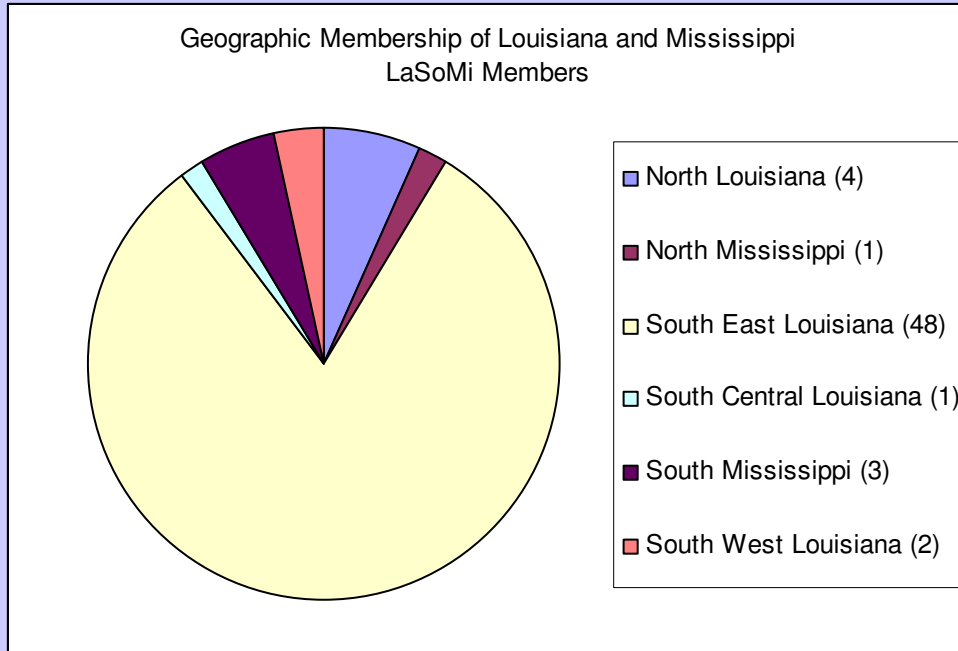 Geographic Membership of Louisiana and Mississippi
LaSoMi Members
North Louisiana (4)
North Mississippi (1)
South East Louisiana (48)
South Central Louisiana (1)
South Mississippi (3)
South West Louisiana (2)